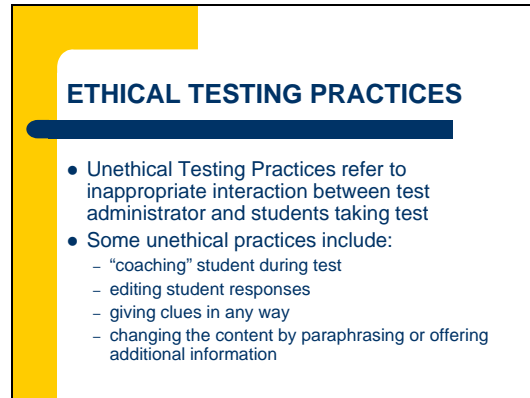 ETHICAL TESTING PRACTICES
● Unethical Testing Practices refer to
inappropriate interaction between test
administrator and students taking test
● Some unethical practices include:
– “coaching” student during test
– editing student responses
– giving clues in any way
– changing the content by paraphrasing or offering
additional information